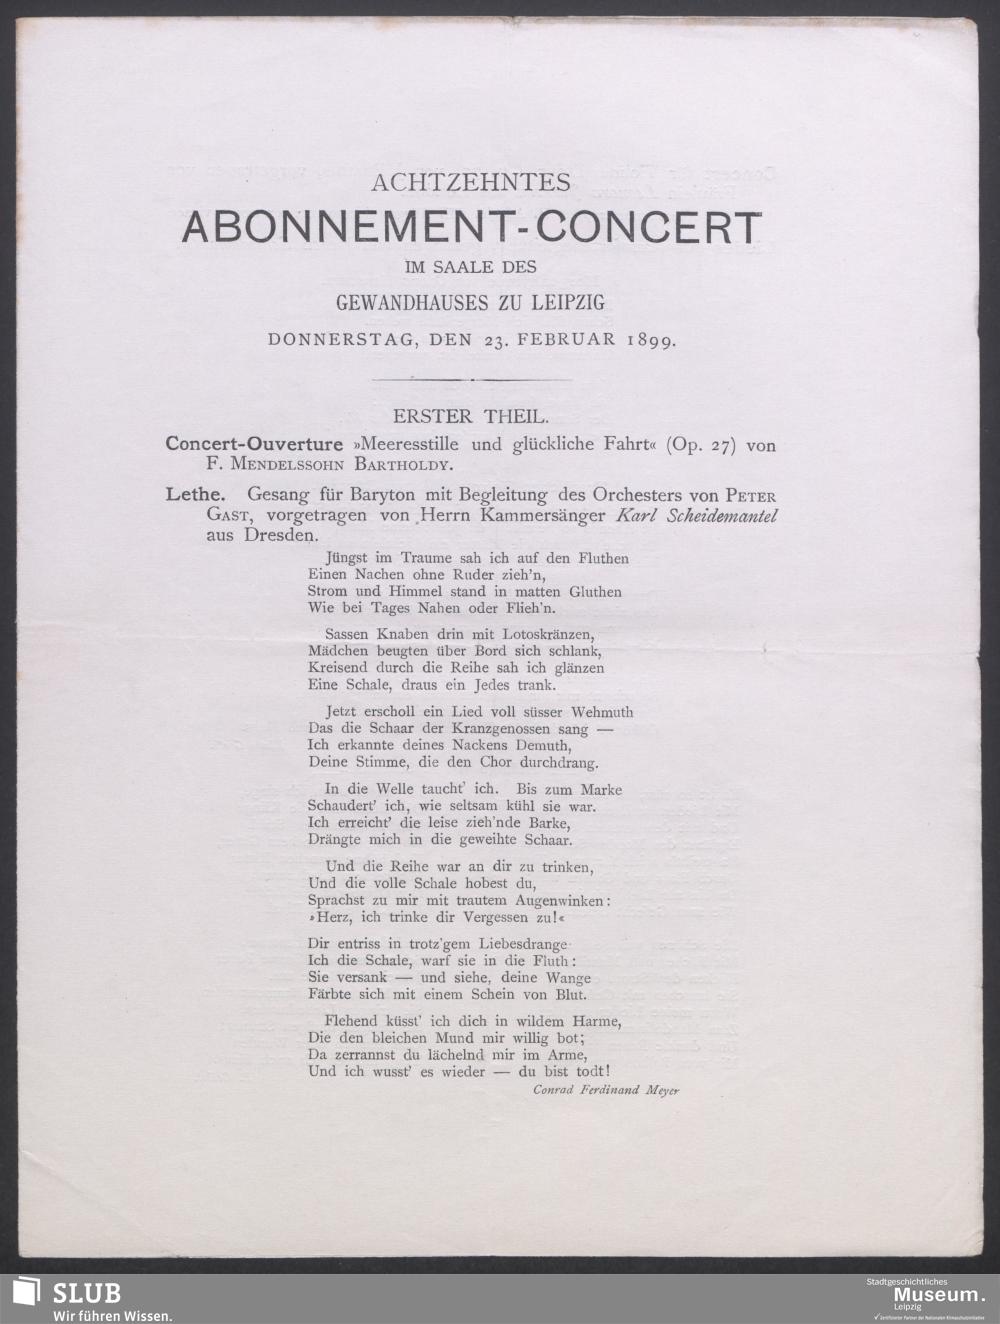 ACHTZEHNTES
ABONNEMENT-CONCERT
IM SAALE DES
GEWANDHAUSES ZU LEIPZIG
DONNERSTAG, DEN 23. FEBRUAR 1899.
ERSTER THEIL.
Concert-Ouverture »Meeresstille und glückliche Fahrt« (Op. 27) von
F. MENDELSSOHN BARTHOLDY.
Lethe. Gesang für Baryton mit Begleitung des Orchesters von PETER
GAST, vorgetragen von Herrn Kammersänger Karl Scheidemantel
aus Dresden.
Jüngst im Traume sah ich auf den Fluthen
Einen Nachen ohne Ruder zieh'n,
Strom und Himmel stand in matten Gluthen
Wie bei Tages Nahen oder Flieh'n.
Sassen Knaben drin mit Lotoskränzen,
Mädchen beugten über Bord sich schlank,
Kreisend durch die Reihe sah ich glänzen
Eine Schale, draus ein Jedes trank.
Jetzt erscholl ein Lied voll süsser Wehmuth
Das die Schaar der Kranzgenossen sang —
Ich erkannte deines Nackens Demuth,
Deine Stimme, die den Chor durchdrang.
In die Welle taucht' ich. Bis zum Marke
Schaudert' ich, wie seltsam kühl sie war.
Ich erreicht' die leise zieh'nde Barke,
Drängte mich in die geweihte Schaar.
Und die Reihe war an dir zu trinken,
Und die volle Schale hobest du,
Sprachst zu mir mit trautem Augenwinken:
»Herz, ich trinke dir Vergessen zu!«
Dir entriss in trotz'gem Liebesdrange
Ich die Schale, warf sie in die Fluth:
Sie versank — und siehe, deine Wange
Färbte sich mit einem Schein von Blut.
Flehend küsst' ich dich in wildem Harme,
Die den bleichen Mund mir willig bot;
Da zerrannst du lächelnd mir im Arme,
Und ich wusst' es wieder — du bist todt!
Conrad Ferdinand Meyer
SLUB
Wir führen Wissen.
Stadtgeschichtliches
Museum.
Leipzig
Zertifizierter Partner der Nationalen Klimaschutzinitiative